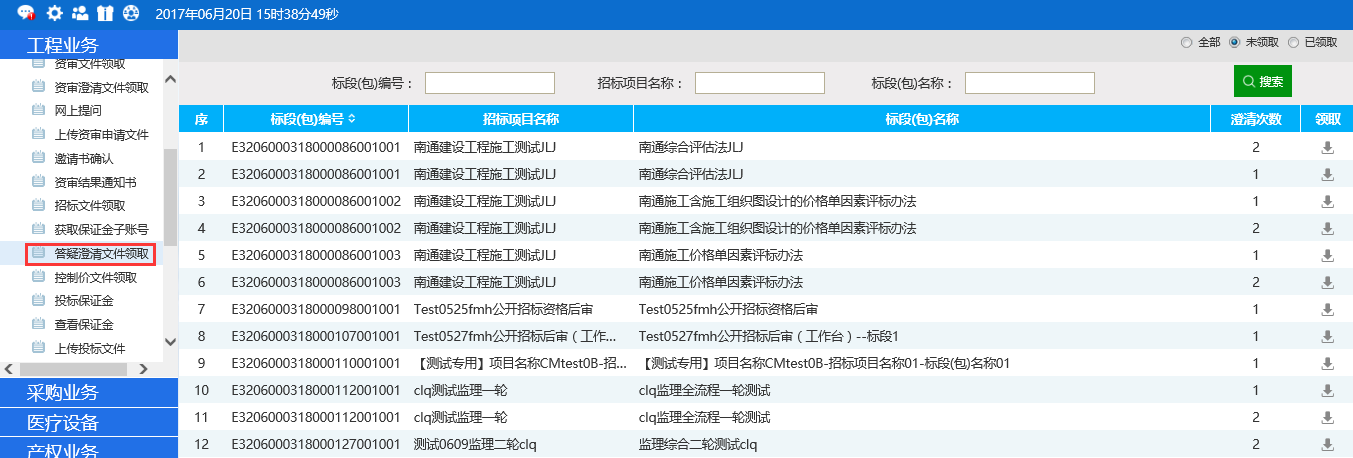 2017年06月20日 15时38分49秒
工程业务
资审文件领取
资审澄清文件领取
网上提问
上传资审申请文件
邀请书确认
资审结果通知书
招标文件领取
获取保证金子账号
答疑澄清文件领取
控制价文件领取
投标保证金
查看保证金
上传投标文件
采购业务
医疗设备
产权业务
全部 未领取 已领取
标段(包)编号： 招标项目名称： 标段(包)名称： 搜索
序 标段(包)编号 招标项目名称 标段(包)名称 澄清次数 领取
1 E3206000318000086001001 南通建设工程施工测试JLJ 南通综合评估法JLJ 2
2 E3206000318000086001001 南通建设工程施工测试JLJ 南通综合评估法JLJ 1
3 E3206000318000086001002 南通建设工程施工测试JLJ 南通施工含施工组织图设计的价格单因素评标办法 1
4 E3206000318000086001002 南通建设工程施工测试JLJ 南通施工含施工组织图设计的价格单因素评标办法 2
5 E3206000318000086001003 南通建设工程施工测试JLJ 南通施工价格单因素评标办法 1
6 E3206000318000086001003 南通建设工程施工测试JLJ 南通施工价格单因素评标办法 2
7 E3206000318000098001001 Test0525fmh公开招标资格后审 Test0525fmh公开招标资格后审 1
8 E3206000318000107001001 Test0527fmh公开招标后审（工作... Test0527fmh公开招标后审（工作台）--标段1 1
9 E3206000318000110001001 【测试专用】项目名称CMtest0B-招... 【测试专用】项目名称CMtest0B-招标项目名称01-标段(包)名称01 1
10 E3206000318000112001001 clq测试监理一轮 clq监理全流程一轮测试 1
11 E3206000318000112001001 clq测试监理一轮 clq监理全流程一轮测试 2
12 E3206000318000127001001 测试0609监理二轮clq 监理综合二轮测试clq 2